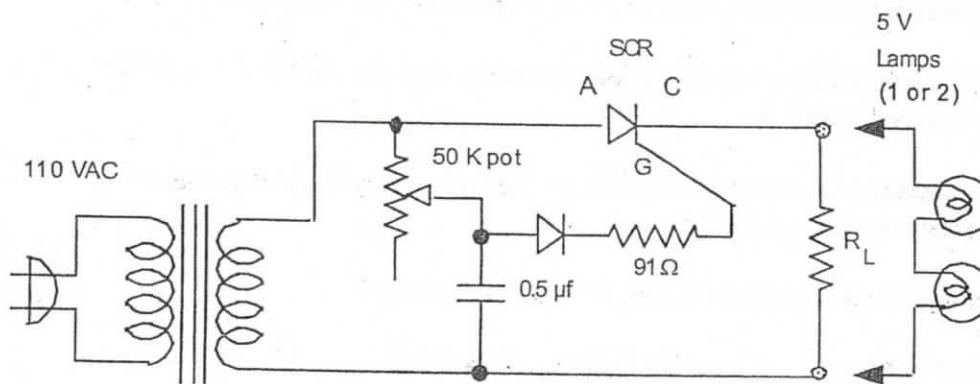 5 V
Lamps
(1 or 2)
SCR
A
C
110 VAC
50 K pot
G
91Ω
0.5 µf
R L